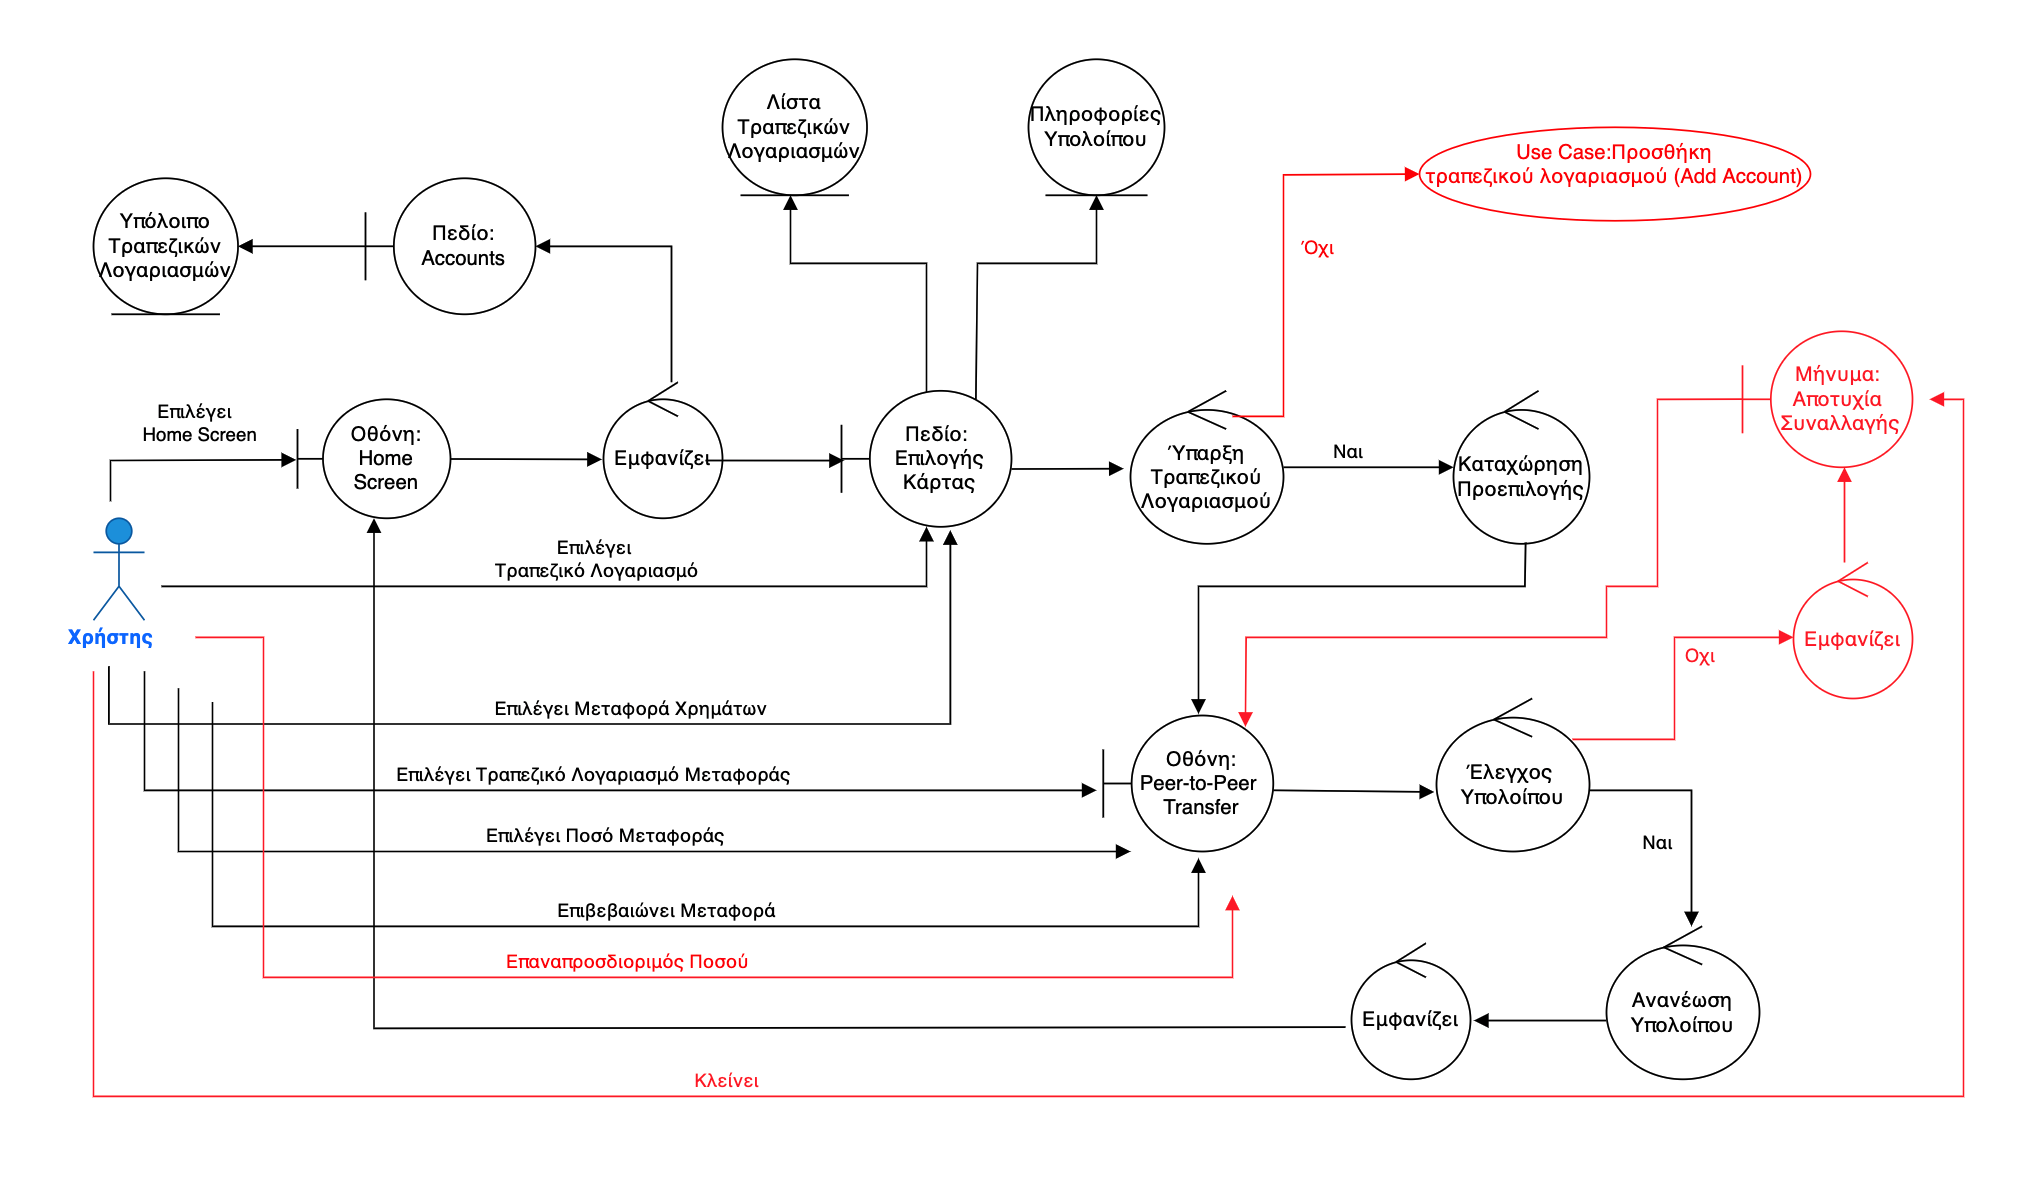 Λίστα
Τραπεζικών
Λογαριασμών
Πληροφορίες
Υπολοίπου
Use Case:Προσθήκη
τραπεζικού λογαριασμού (Add Account)
Υπόλοιπο
Τραπεζικών
Λογαριασμών
Πεδίο:
Accounts
Όχι
Επιλέγει
Home Screen
Οθόνη:
Home
Screen
Εμφανίζει
Πεδίο:
Επιλογής
Κάρτας
Ύπαρξη
Τραπεζικού
Λογαριασμού
Ναι
Καταχώρηση
Προεπιλογής
Μήνυμα:
Αποτυχία
Συναλλαγής
Επιλέγει
Τραπεζικό Λογαριασμό
Χρήστης
Εμφανίζει
Οχι
Επιλέγει Μεταφορά Χρημάτων
Επιλέγει Τραπεζικό Λογαριασμό Μεταφοράς
Οθόνη:
Peer-to-Peer
Transfer
Έλεγχος
Υπολοίπου
Επιλέγει Ποσό Μεταφοράς
Ναι
Επιβεβαιώνει Μεταφορά
Επαναπροσδιορισμός Ποσού
Εμφανίζει
Ανανέωση
Υπολοίπου
Κλείνει